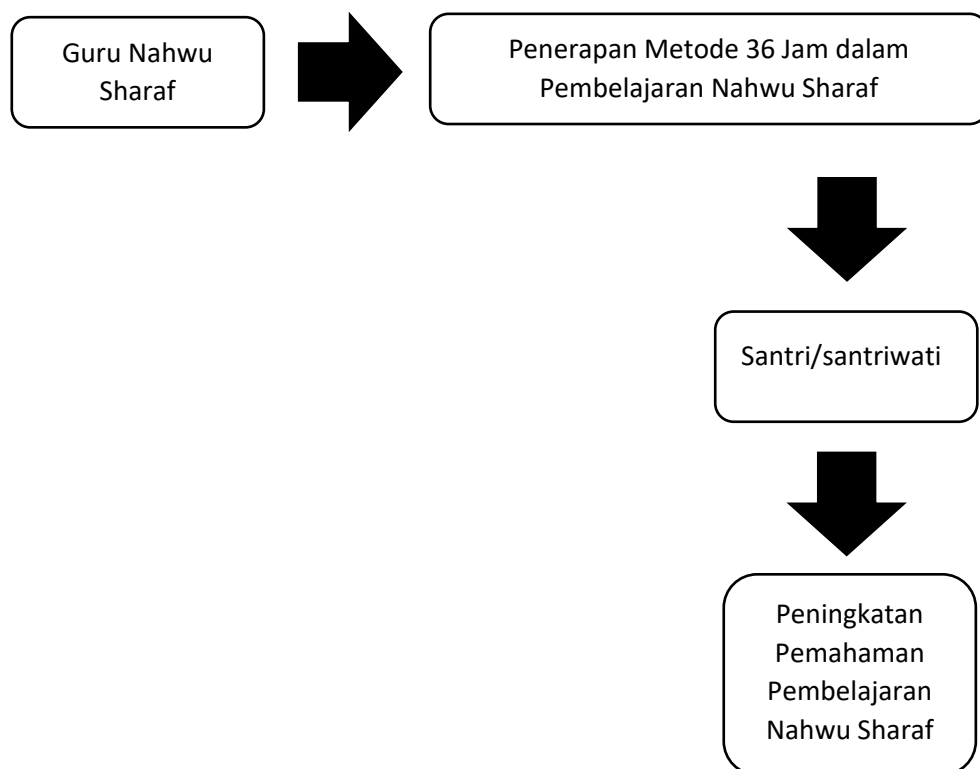 Guru Nahwu
Sharaf
Penerapan Metode 36 Jam dalam
Pembelajaran Nahwu Sharaf
Santri/santriwati
Peningkatan
Pemahaman
Pembelajaran
Nahwu Sharaf